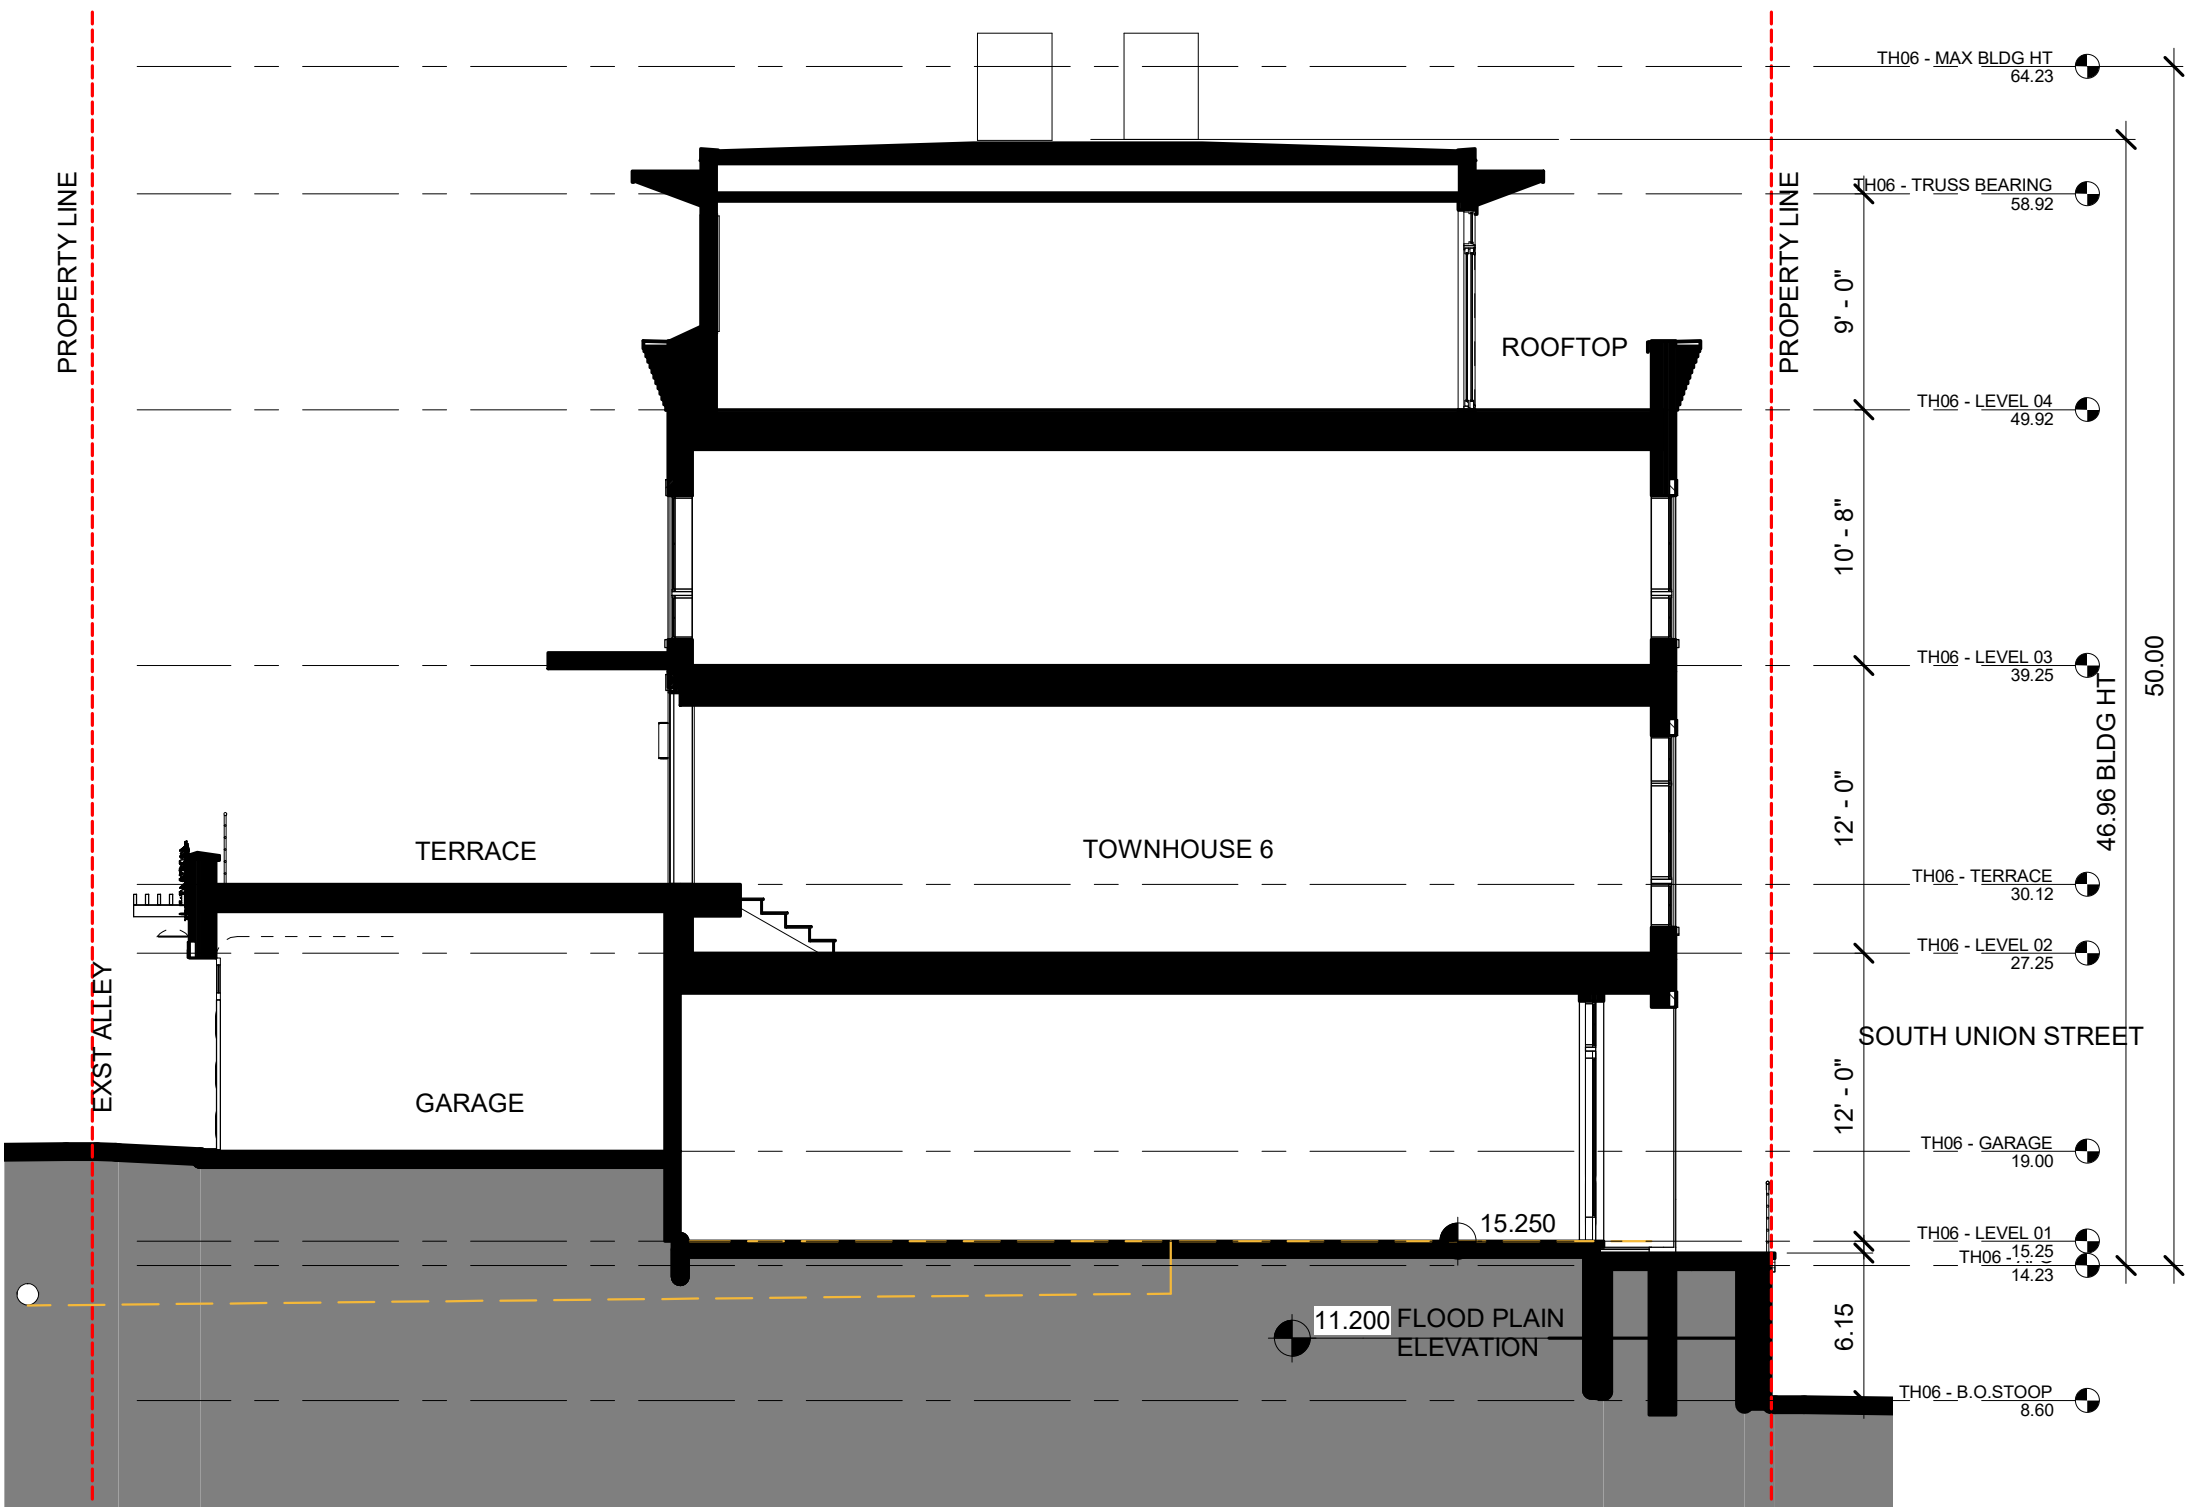 TH06 - MAX BLDG HT
64.23
PROPERTY LINE
PROPERTY LINE
TH06 - TRUSS BEARING
58.92
9' - 0"
ROOFTOP
TH06 - LEVEL 04
49.92
10' - 8"
TH06 - LEVEL 03
39.25
50.00
46.96 BLDG HT
12' - 0"
TERRACE
TOWNHOUSE 6
TH06 - TERRACE
30.12
TH06 - LEVEL 02
27.25
EXST ALLEY
SOUTH UNION STREET
12' - 0"
GARAGE
TH06 - GARAGE
19.00
15.250
TH06 - LEVEL 01
15.25
TH06 -
14.23
11.200 FLOOD PLAIN
ELEVATION
6.15
TH06 - B.O.STOOP
8.60